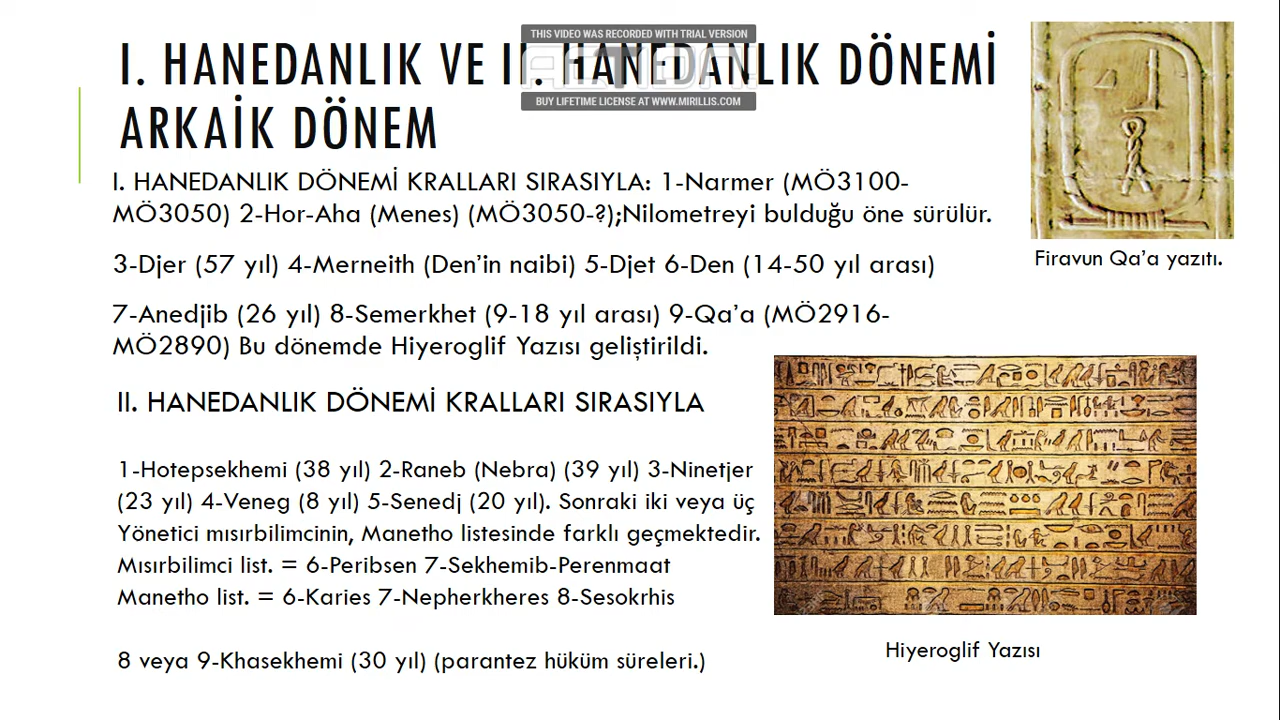 THIS VIDEO WAS RECORDED WITH TRIAL VERSION
ACTION!
BUY LIFETIME LICENSE AT WWW.MIRILLIS.COM
I. HANEDANLIK VE II. HANEDANLIK DÖNEMİ
ARKAİK DÖNEM
I. HANEDANLIK DÖNEMİ KRALLARI SIRASIYLA: 1-Narmer (MÖ3100-
MÖ3050) 2-Hor-Aha (Menes) (MÖ3050-?);Nilometreyi bulduğu öne sürülür.
3-Djer (57 yıl) 4-Merneith (Den’in naibi) 5-Djet 6-Den (14-50 yıl arası)
7-Anedjib (26 yıl) 8-Semerkhet (9-18 yıl arası) 9-Qa’a (MÖ2916-
MÖ2890) Bu dönemde Hiyeroglif Yazısı geliştirildi.
Firavun Qa’a yazıtı.
II. HANEDANLIK DÖNEMİ KRALLARI SIRASIYLA
1-Hotepsekhemi (38 yıl) 2-Raneb (Nebra) (39 yıl) 3-Ninetjer
(23 yıl) 4-Veneg (8 yıl) 5-Senedj (20 yıl). Sonraki iki veya üç
Yönetici mısırbilimcinin, Manetho listesinde farklı geçmektedir.
Mısırbilimci list. = 6-Peribsen 7-Sekhemib-Perenmaat
Manetho list. = 6-Karies 7-Nepherkheres 8-Sesokrhis
8 veya 9-Khasekhemi (30 yıl) (parantez hüküm süreleri.)
Hiyeroglif Yazısı